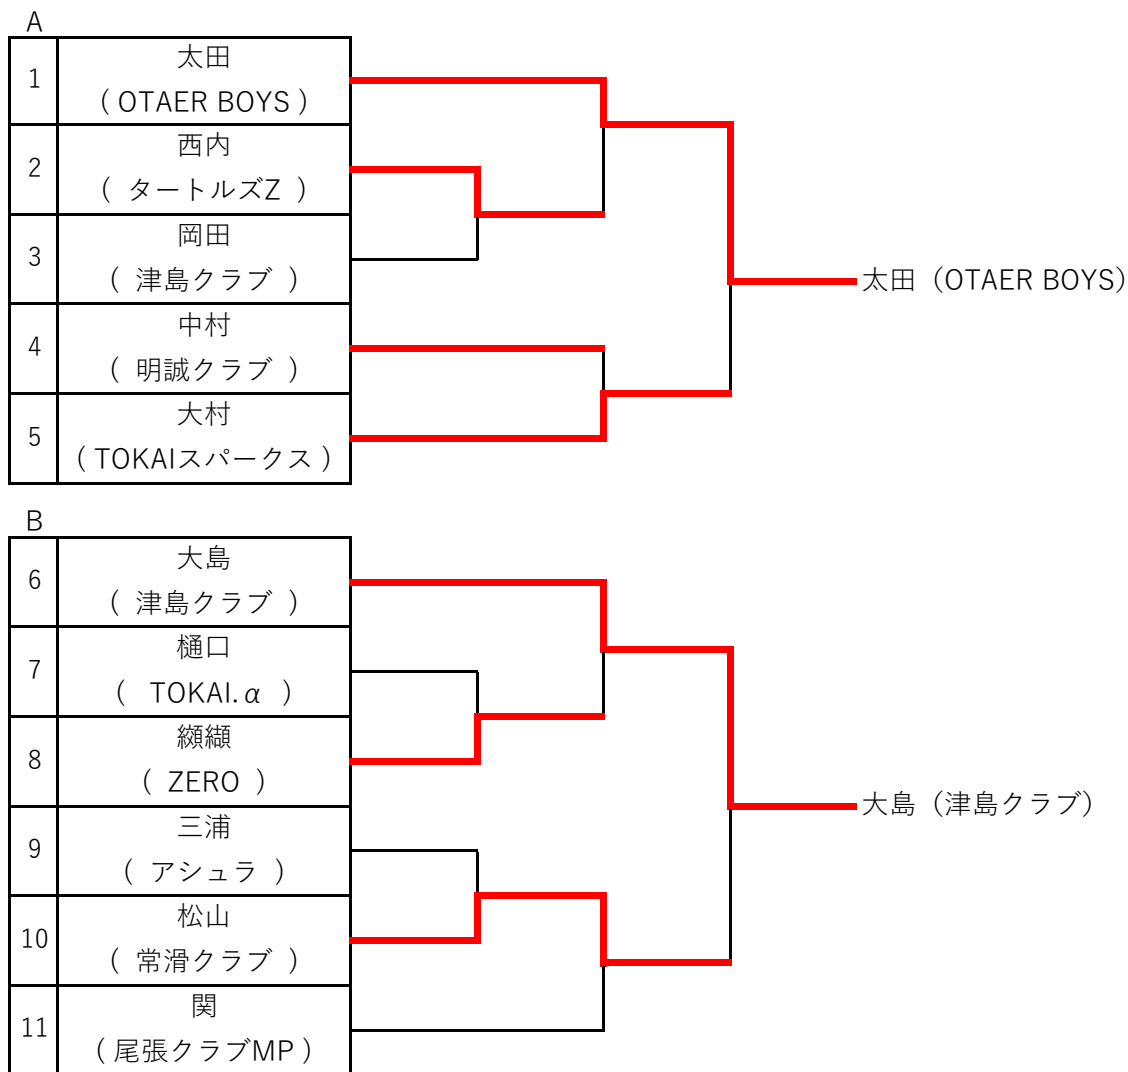 A
1
太田
( OTAER BOYS )
2
西内
( タートルズZ )
3
岡田
( 津島クラブ )
太田（OTAER BOYS）
4
中村
( 明誠クラブ )
5
大村
( TOKAIスパークス )
B
6
大島
( 津島クラブ )
7
樋口
( TOKAI.α )
8
纐纈
( ZERO )
大島（津島クラブ）
9
三浦
( アシュラ )
10
松山
( 常滑クラブ )
11
関
( 尾張クラブMP )